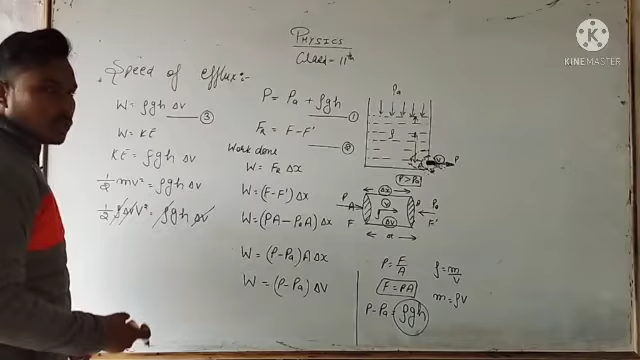 PHYSICS
Class - 11th
Speed of efflux:-
W = ρgh ΔV ③
W = KE
KE = ρgh ΔV
1/2 mv² = ρgh ΔV
1/2 ρΔV v² = ρgh ΔV
P = Pa + ρgh ①
FR = F - F' ②
Work done
W = FR Δx
W = (F - F') Δx
W = (PA - PaA) Δx
W = (P - Pa) A Δx
W = (P - Pa) ΔV
Pa
ρ
h
V
P
P > Pa
Δx
P
A
F
V
ΔV
P
Pa
F'
P = F/A
F = PA
P - Pa = ρgh
ρ = m/V
m = ρV
K
KINEMASTER